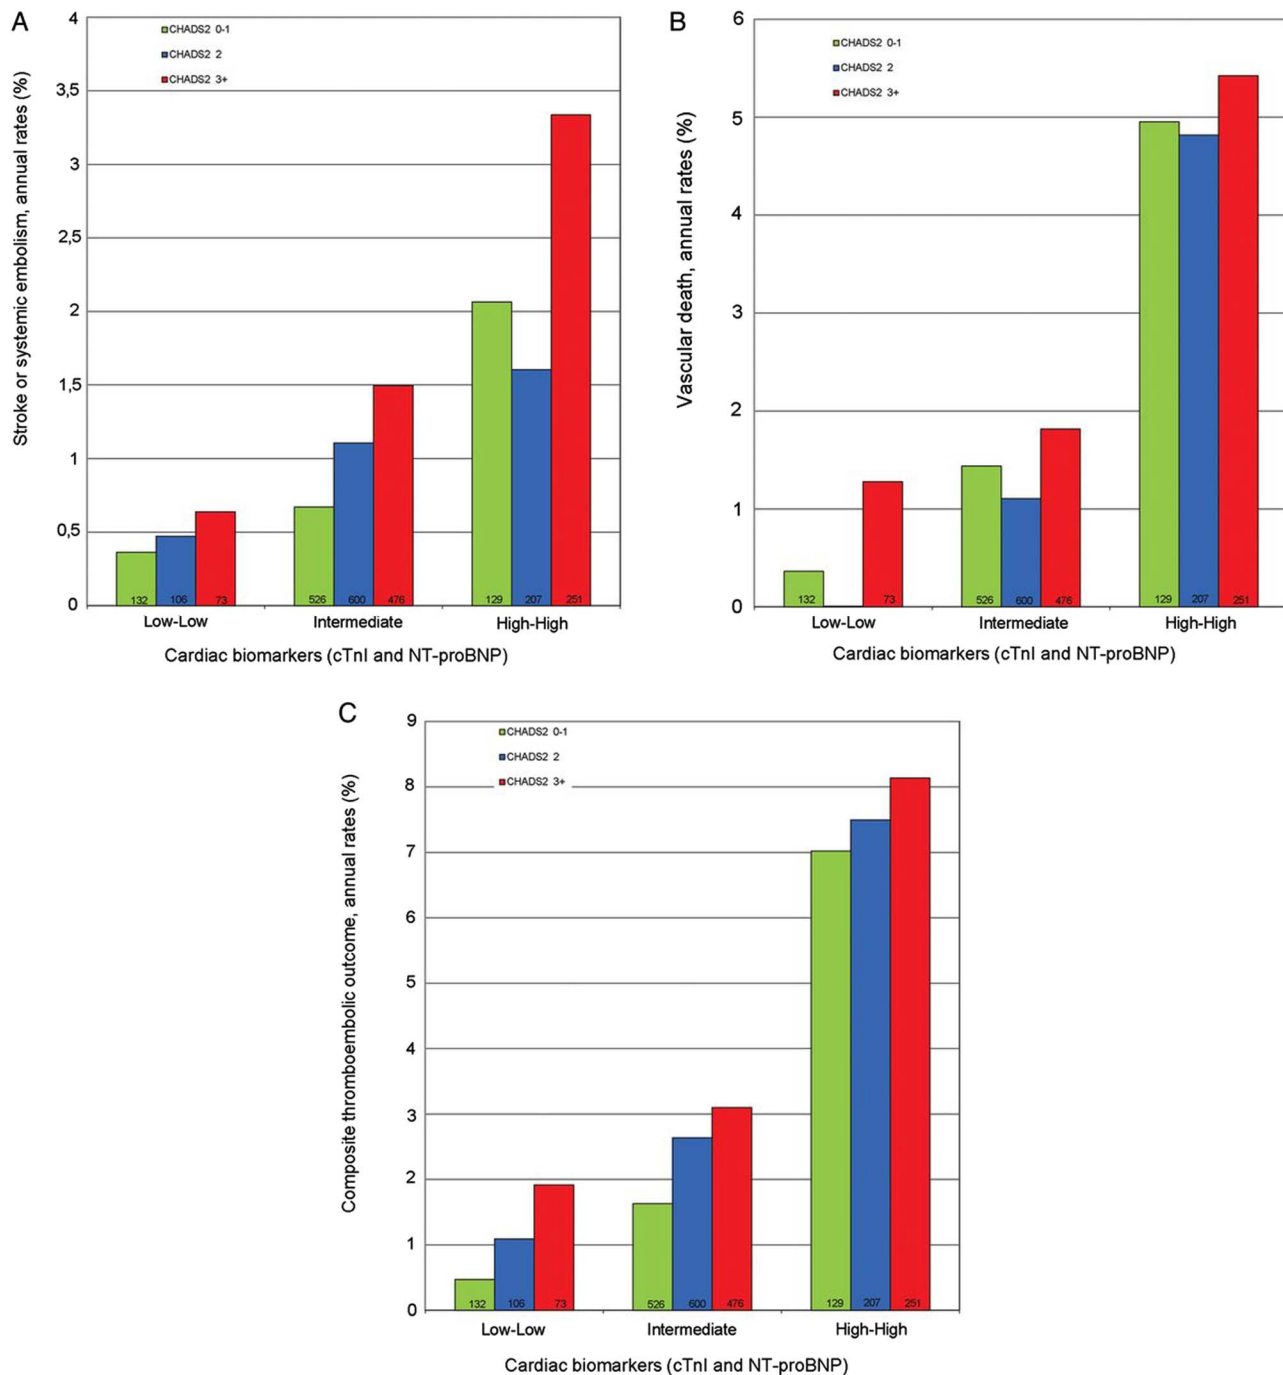 A
4
3,5
3
2,5
2
1,5
1
0,5
0
Stroke or systemic embolism, annual rates (%)
CHADS2 0-1
CHADS2 2
CHADS2 3+
132 106 73 526 600 476 129 207 251
Low-Low Intermediate High-High
Cardiac biomarkers (cTnI and NT-proBNP)
B
6
5
4
3
2
1
0
Vascular death, annual rates (%)
CHADS2 0-1
CHADS2 2
CHADS2 3+
132 73 526 600 476 129 207 251
Low-Low Intermediate High-High
Cardiac biomarkers (cTnI and NT-proBNP)
C
9
8
7
6
5
4
3
2
1
0
Composite thromboembolic outcome, annual rates (%)
CHADS2 0-1
CHADS2 2
CHADS2 3+
132 106 73 526 600 476 129 207 251
Low-Low Intermediate High-High
Cardiac biomarkers (cTnI and NT-proBNP)